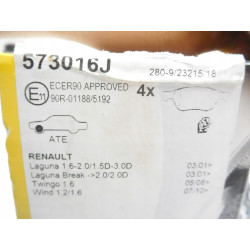 573016J
280-9/23215 18
E11
ECER90 APPROVED
90R-01188/5192
4x
ATE
RENAULT
Laguna 1.6-2.0/1.5D-3.0D 03:01>
Laguna Break ->2.0/2.0D 03:01>
Twingo 1.6 05:08>
Wind 1.2/1.6 07:10>